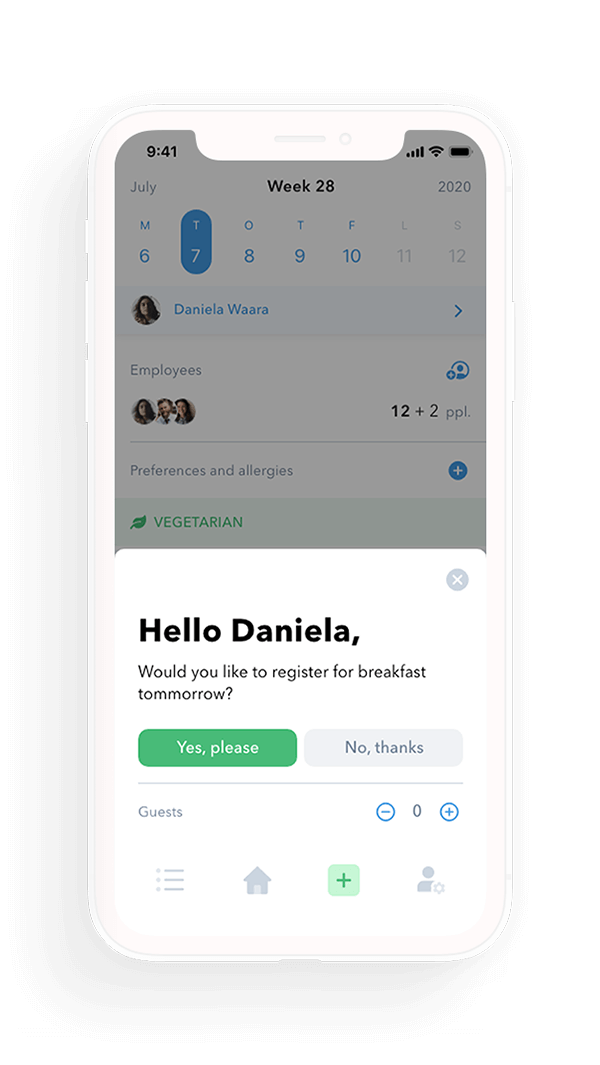 9:41
July Week 28 2020
M T O T F L S
6 7 8 9 10 11 12
Daniela Waara
Employees
12 + 2 ppl.
Preferences and allergies
VEGETARIAN
Hello Daniela,
Would you like to register for breakfast
tommorrow?
Yes, please No, thanks
Guests 0